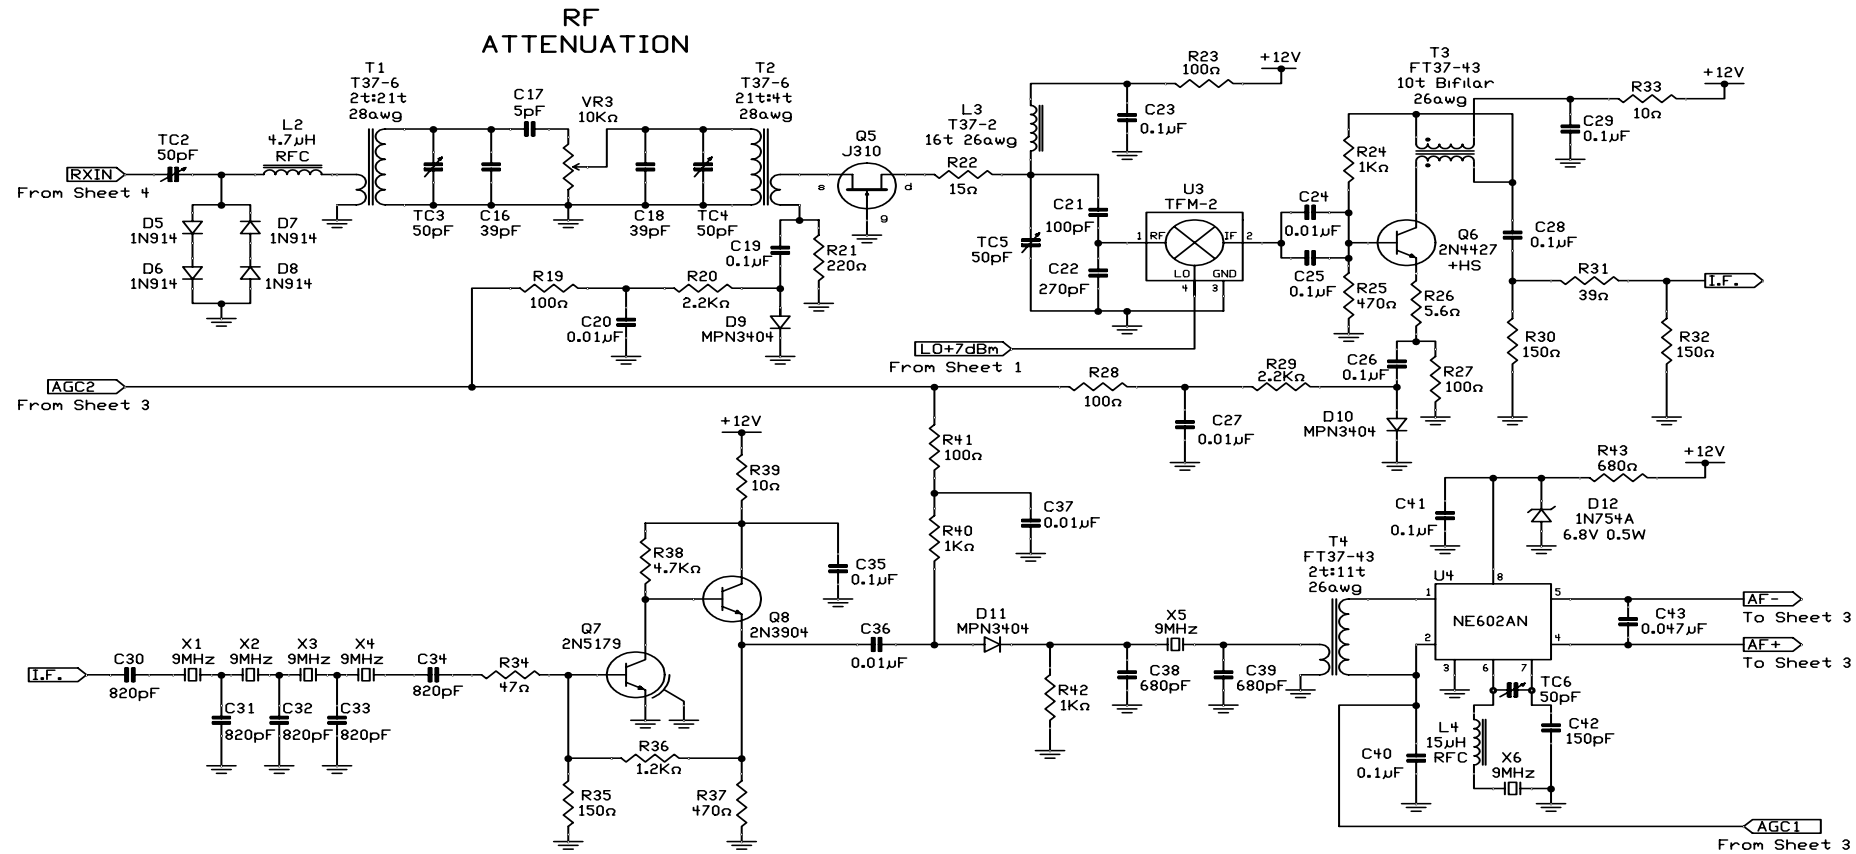 RF
ATTENUATION
T1
T37-6
2t:21t
28awg
T2
T37-6
21t:4t
28awg
R23
100Ω
+12V
T3
FT37-43
10t Bifilar
26awg
R33
10Ω
+12V
C17
5pF
VR3
10KΩ
L2
4.7µH
RFC
TC2
50pF
RXIN
From Sheet 4
Q5
J310
s
d
g
L3
T37-2
16t 26awg
R22
15Ω
C23
0.1µF
C29
0.1µF
R24
1KΩ
D5
1N914
D7
1N914
D6
1N914
D8
1N914
TC3
50pF
C16
39pF
C18
39pF
TC4
50pF
C19
0.1µF
R21
220Ω
R19
100Ω
R20
2.2KΩ
C20
0.01µF
D9
MPN3404
TC5
50pF
C21
100pF
C22
270pF
U3
TFM-2
1
RF
IF
2
LO
GND
4
3
C24
0.01µF
C25
0.1µF
Q6
2N4427
+HS
R25
470Ω
R26
5.6Ω
C28
0.1µF
R31
39Ω
I.F.
R30
150Ω
R32
150Ω
LO+7dBm
From Sheet 1
AGC2
From Sheet 3
R28
100Ω
R29
2.2KΩ
C26
0.1µF
R27
100Ω
C27
0.01µF
D10
MPN3404
+12V
R39
10Ω
R41
100Ω
C37
0.01µF
R40
1KΩ
R38
4.7KΩ
C35
0.1µF
Q8
2N3904
Q7
2N5179
I.F.
C30
820pF
X1
9MHz
X2
9MHz
X3
9MHz
X4
9MHz
C34
820pF
R34
47Ω
C31
820pF
C32
820pF
C33
820pF
R36
1.2KΩ
R35
150Ω
R37
470Ω
C36
0.01µF
D11
MPN3404
X5
9MHz
R42
1KΩ
C38
680pF
C39
680pF
T4
FT37-43
2t:11t
26awg
C41
0.1µF
R43
680Ω
+12V
D12
1N754A
6.8V 0.5W
U4
NE602AN
8
1
2
3
6
7
5
4
AF-
To Sheet 3
C43
0.047µF
AF+
To Sheet 3
TC6
50pF
L4
15µH
RFC
C42
150pF
X6
9MHz
C40
0.1µF
AGC1
From Sheet 3